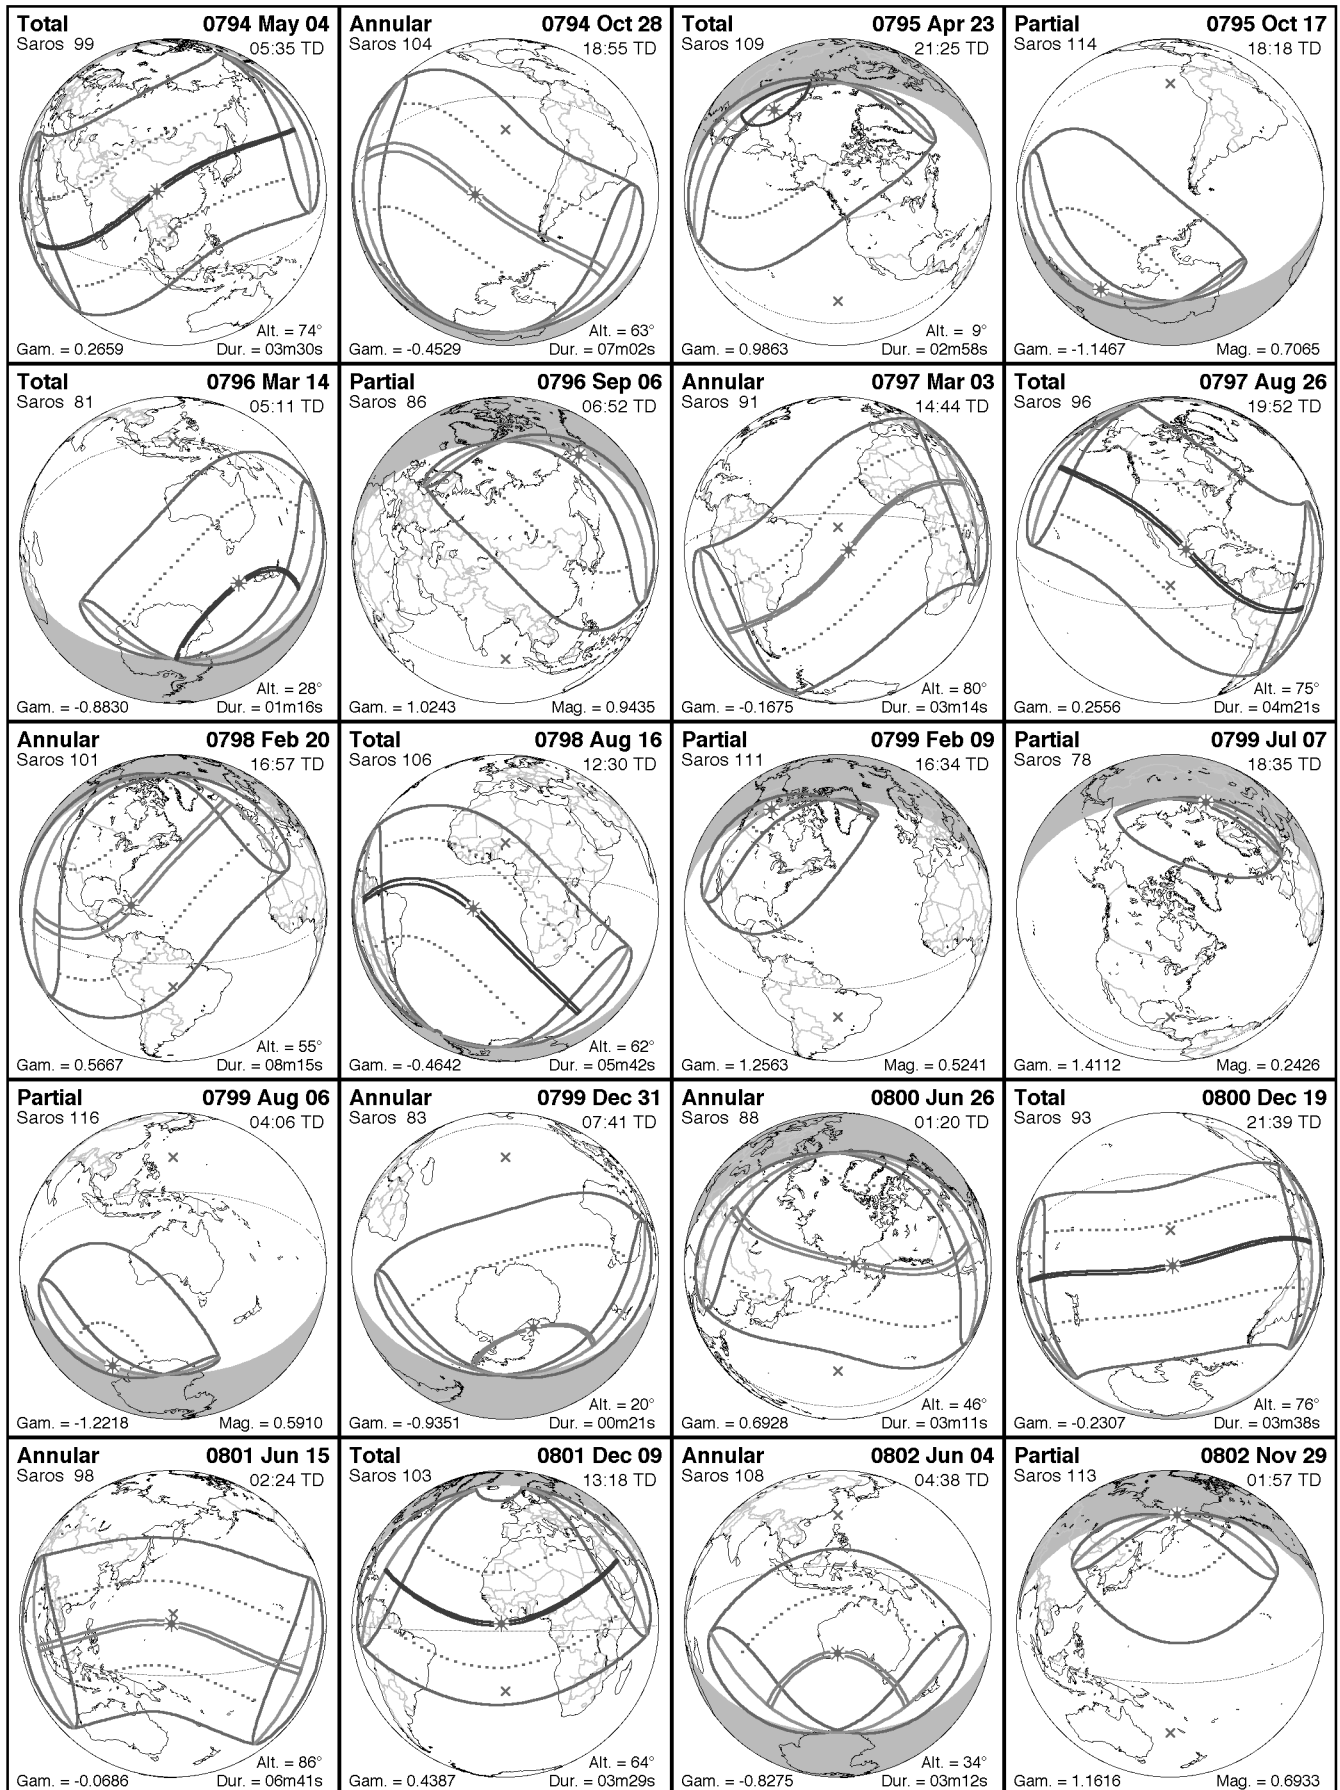 Total 0794 May 04
Saros 99 05:35 TD
Alt. = 74°
Gam. = 0.2659 Dur. = 03m30s
Annular 0794 Oct 28
Saros 104 18:55 TD
Alt. = 63°
Gam. = -0.4529 Dur. = 07m02s
Total 0795 Apr 23
Saros 109 21:25 TD
Alt. = 9°
Gam. = 0.9863 Dur. = 02m58s
Partial 0795 Oct 17
Saros 114 18:18 TD
Gam. = -1.1467 Mag. = 0.7065
Total 0796 Mar 14
Saros 81 05:11 TD
Alt. = 28°
Gam. = -0.8830 Dur. = 01m16s
Partial 0796 Sep 06
Saros 86 06:52 TD
Gam. = 1.0243 Mag. = 0.9435
Annular 0797 Mar 03
Saros 91 14:44 TD
Alt. = 80°
Gam. = -0.1675 Dur. = 03m14s
Total 0797 Aug 26
Saros 96 19:52 TD
Alt. = 75°
Gam. = 0.2556 Dur. = 04m21s
Annular 0798 Feb 20
Saros 101 16:57 TD
Alt. = 55°
Gam. = 0.5667 Dur. = 08m15s
Total 0798 Aug 16
Saros 106 12:30 TD
Alt. = 62°
Gam. = -0.4642 Dur. = 05m42s
Partial 0799 Feb 09
Saros 111 16:34 TD
Gam. = 1.2563 Mag. = 0.5241
Partial 0799 Jul 07
Saros 78 18:35 TD
Gam. = 1.4112 Mag. = 0.2426
Partial 0799 Aug 06
Saros 116 04:06 TD
Gam. = -1.2218 Mag. = 0.5910
Annular 0799 Dec 31
Saros 83 07:41 TD
Alt. = 20°
Gam. = -0.9351 Dur. = 00m21s
Annular 0800 Jun 26
Saros 88 01:20 TD
Alt. = 46°
Gam. = 0.6928 Dur. = 03m11s
Total 0800 Dec 19
Saros 93 21:39 TD
Alt. = 76°
Gam. = -0.2307 Dur. = 03m38s
Annular 0801 Jun 15
Saros 98 02:24 TD
Alt. = 86°
Gam. = -0.0686 Dur. = 06m41s
Total 0801 Dec 09
Saros 103 13:18 TD
Alt. = 64°
Gam. = 0.4387 Dur. = 03m29s
Annular 0802 Jun 04
Saros 108 04:38 TD
Alt. = 34°
Gam. = -0.8275 Dur. = 03m12s
Partial 0802 Nov 29
Saros 113 01:57 TD
Gam. = 1.1616 Mag. = 0.6933